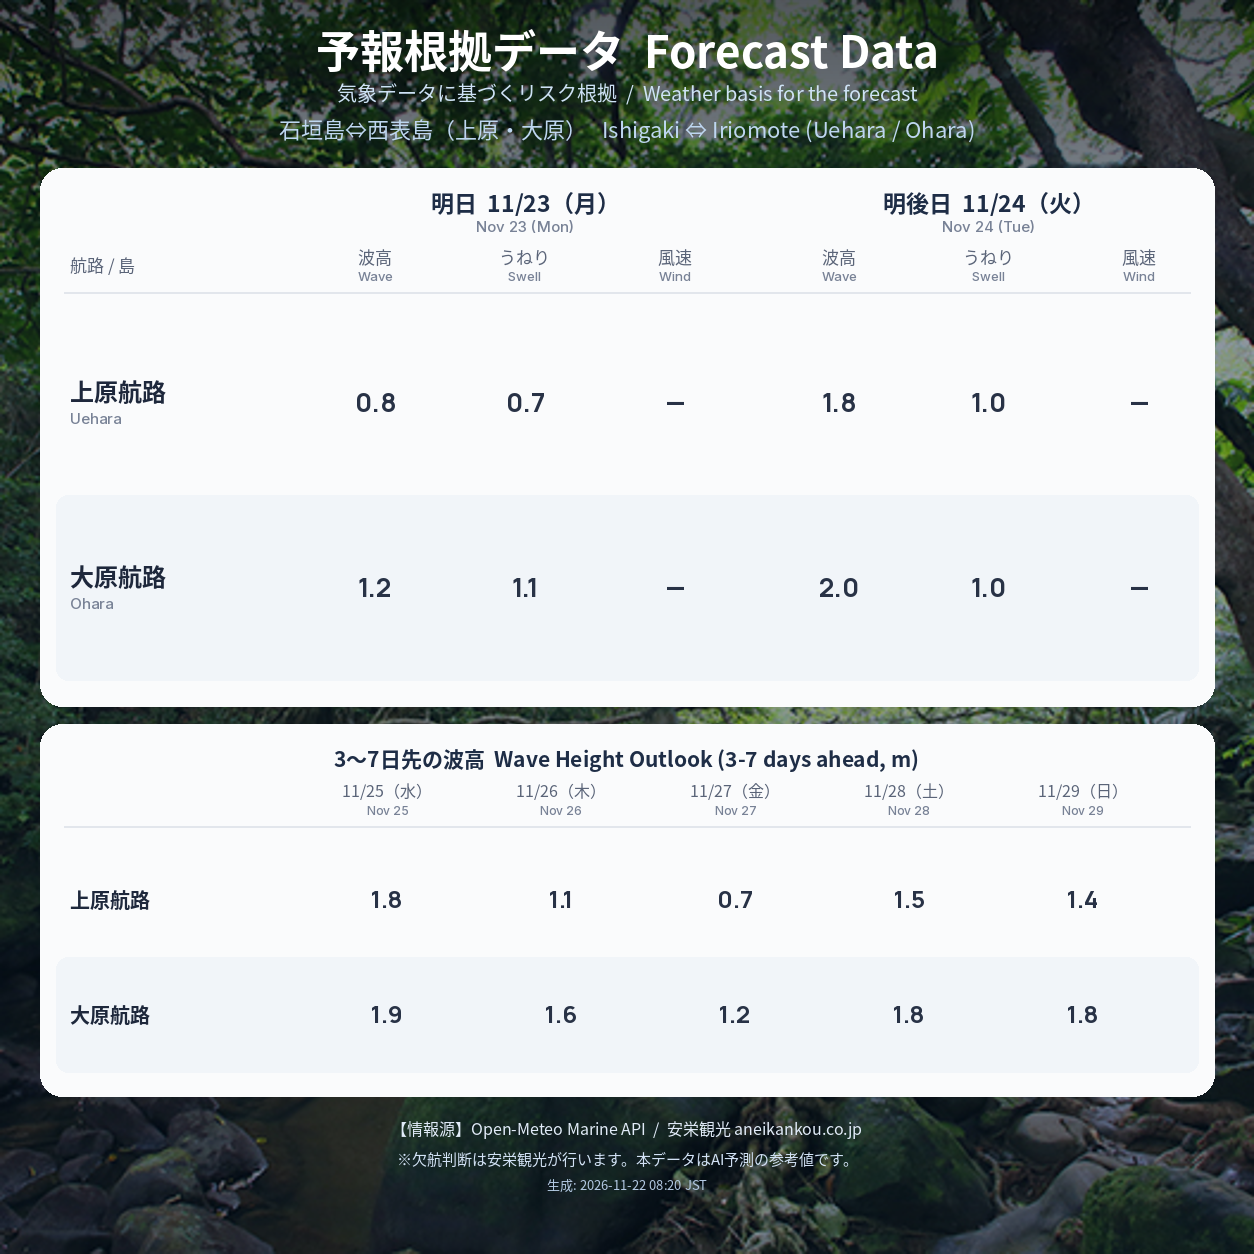 予報根拠データ Forecast Data
気象データに基づくリスク根拠 / Weather basis for the forecast
石垣島⇔西表島（上原・大原） Ishigaki ⇔ Iriomote (Uehara / Ohara)
明日 11/23（月） 明後日 11/24（火）
Nov 23 (Mon) Nov 24 (Tue)
航路 / 島 波高 うねり 風速 波高 うねり 風速
Wave Swell Wind Wave Swell Wind
上原航路 0.8 0.7 — 1.8 1.0 —
Uehara
大原航路 1.2 1.1 — 2.0 1.0 —
Ohara
3〜7日先の波高 Wave Height Outlook (3-7 days ahead, m)
11/25（水） 11/26（木） 11/27（金） 11/28（土） 11/29（日）
Nov 25 Nov 26 Nov 27 Nov 28 Nov 29
上原航路 1.8 1.1 0.7 1.5 1.4
大原航路 1.9 1.6 1.2 1.8 1.8
【情報源】Open-Meteo Marine API / 安栄観光 aneikankou.co.jp
※欠航判断は安栄観光が行います。本データはAI予測の参考値です。
生成: 2026-11-22 08:20 JST